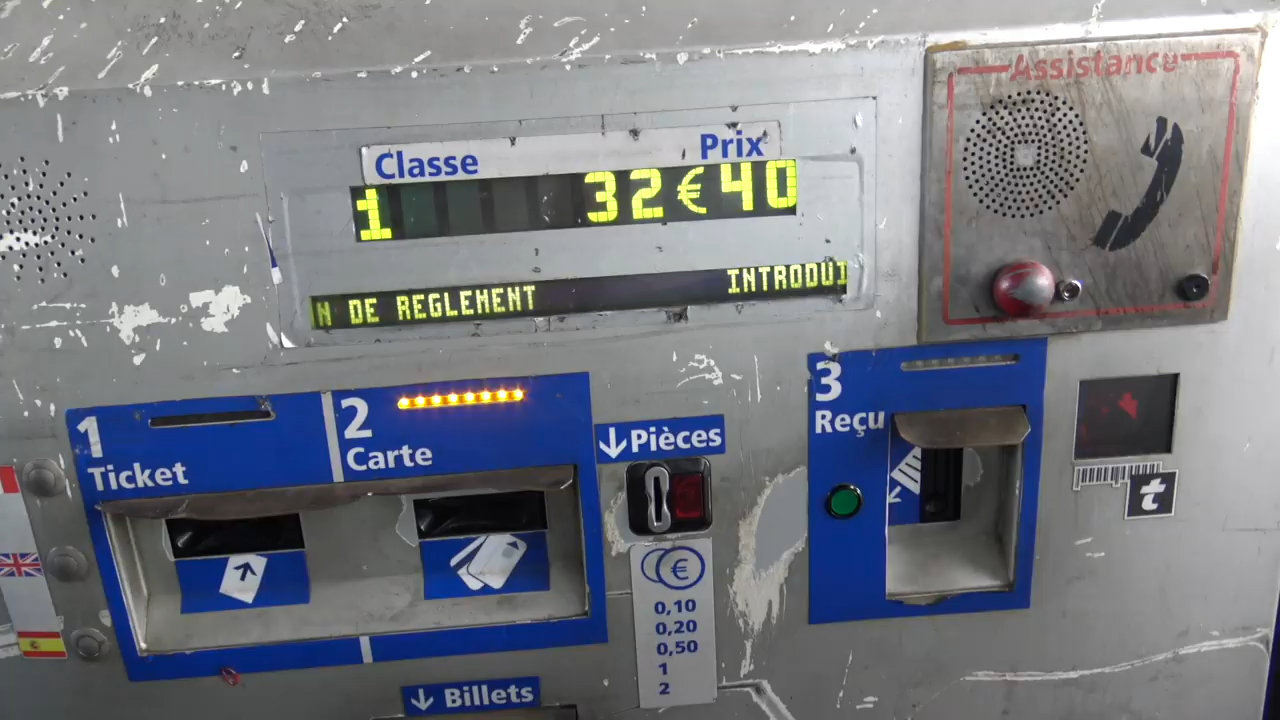 Assistance
Classe Prix
1 32€40
N DE REGLEMENT INTRODUI
1
Ticket
2
Carte
↓Pièces
3
Reçu
€
0,10
0,20
0,50
1
2
t
↓ Billets